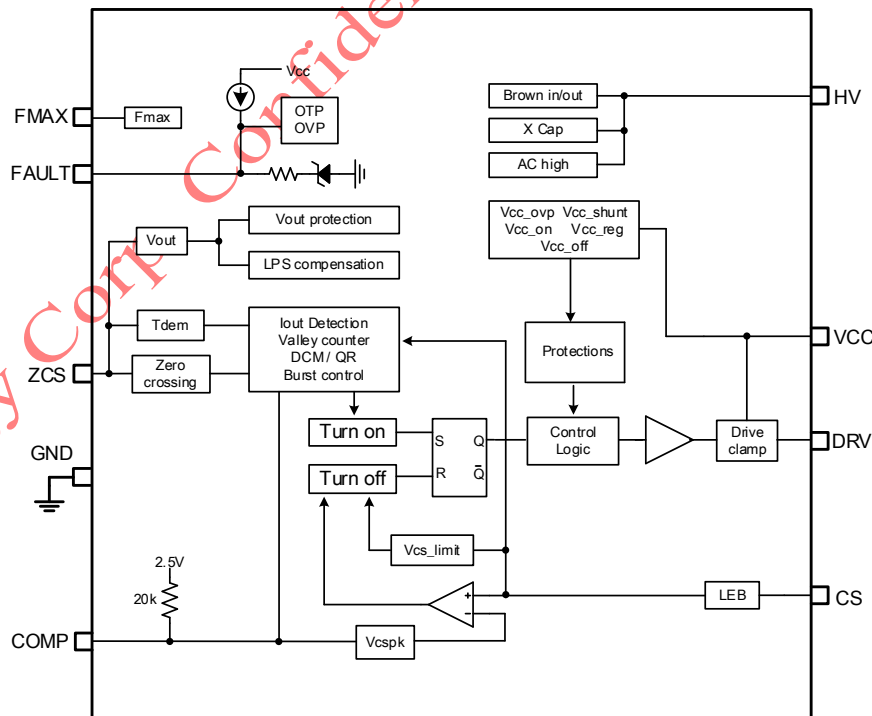 y Corp Confiden
Vcc
FMAX
Fmax
OTP
OVP
FAULT
Brown in/out
X Cap
AC high
HV
Vout
Vout protection
LPS compensation
Vcc_ovp Vcc_shunt
Vcc_on Vcc_reg
Vcc_off
Tdem
Iout Detection
Valley counter
DCM / QR
Burst control
Protections
VCC
ZCS
Zero
crossing
Turn on
S Q
Control
Logic
Drive
clamp
DRV
GND
Turn off
R Q̄
Vcs_limit
2.5V
20k
+
−
LEB
CS
COMP
Vcspk